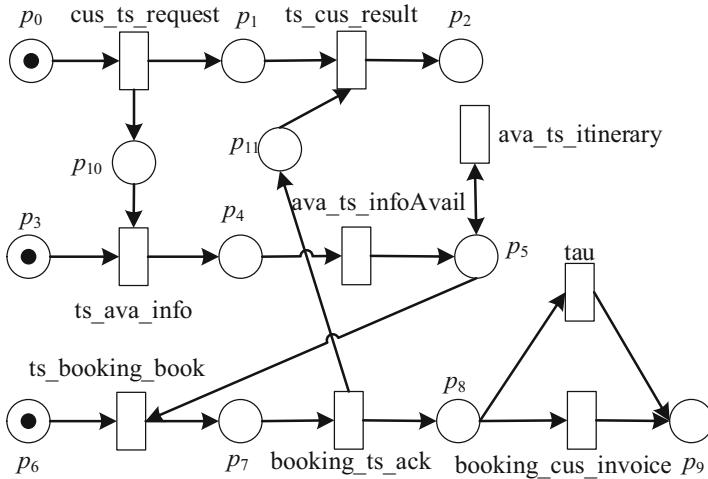 p0 cus_ts_request p1 ts_cus_result p2
p10 p11 ava_ts_itinerary
p3 p4 ava_ts_infoAvail p5
ts_ava_info tau
ts_booking_book p8
p6 p7 booking_ts_ack booking_cus_invoice p9